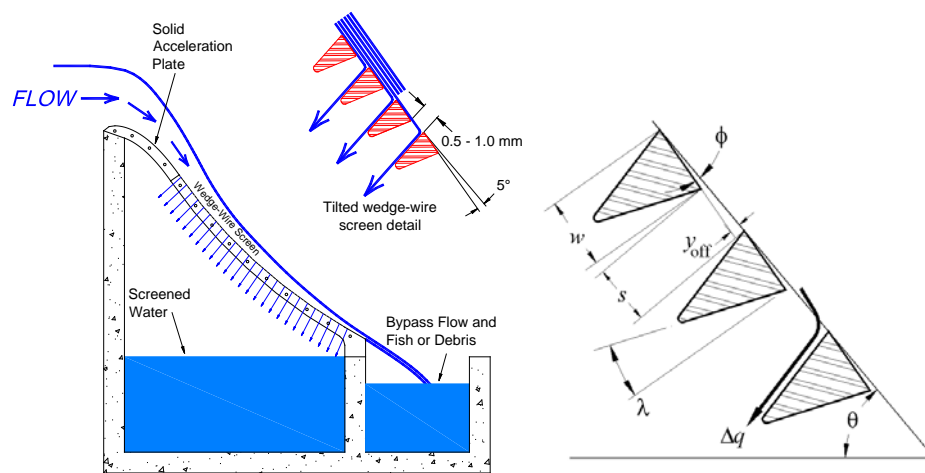 Solid
Acceleration
Plate
FLOW
Wedge-Wire Screen
0.5 - 1.0 mm
5°
Tilted wedge-wire
screen detail
Screened
Water
Bypass Flow and
Fish or Debris
ϕ
w
y_off
s
λ
Δq
θ